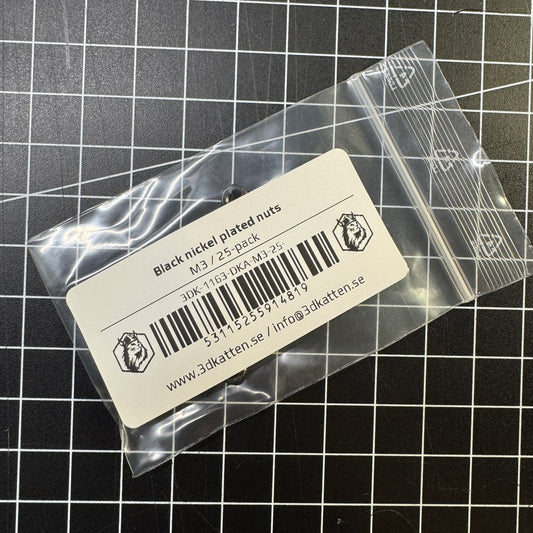 Black nickel plated nuts
M3 / 25-pack
3DK-1163-DKA-M3-25-
53115255914819
www.3dkatten.se / info@3dkatten.se